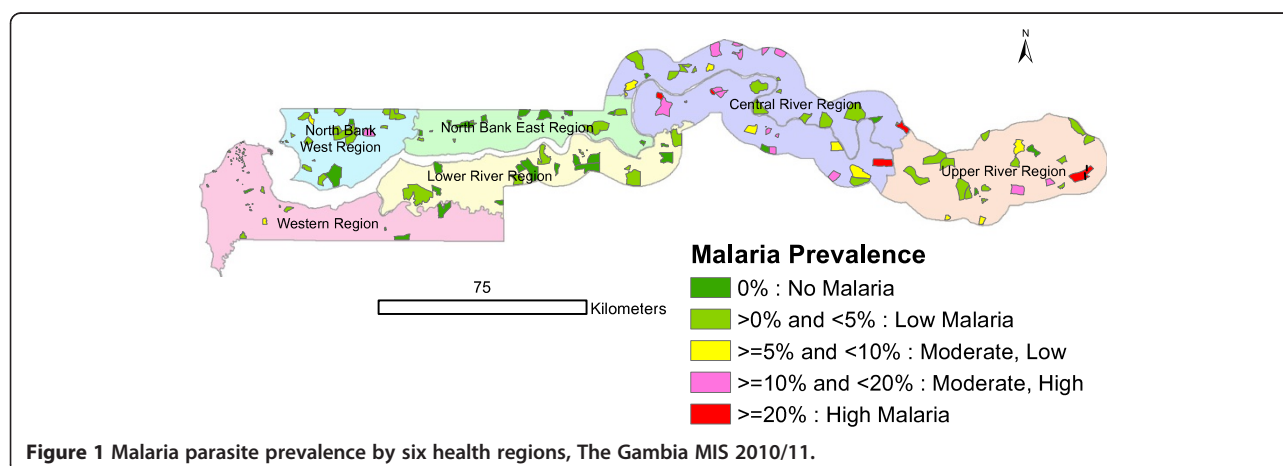 N
Central River Region
North Bank
West Region
North Bank East Region
Lower River Region
Upper River Region
Western Region
Malaria Prevalence
75
Kilometers
0% : No Malaria
>0% and <5% : Low Malaria
>=5% and <10% : Moderate, Low
>=10% and <20% : Moderate, High
>=20% : High Malaria
Figure 1 Malaria parasite prevalence by six health regions, The Gambia MIS 2010/11.